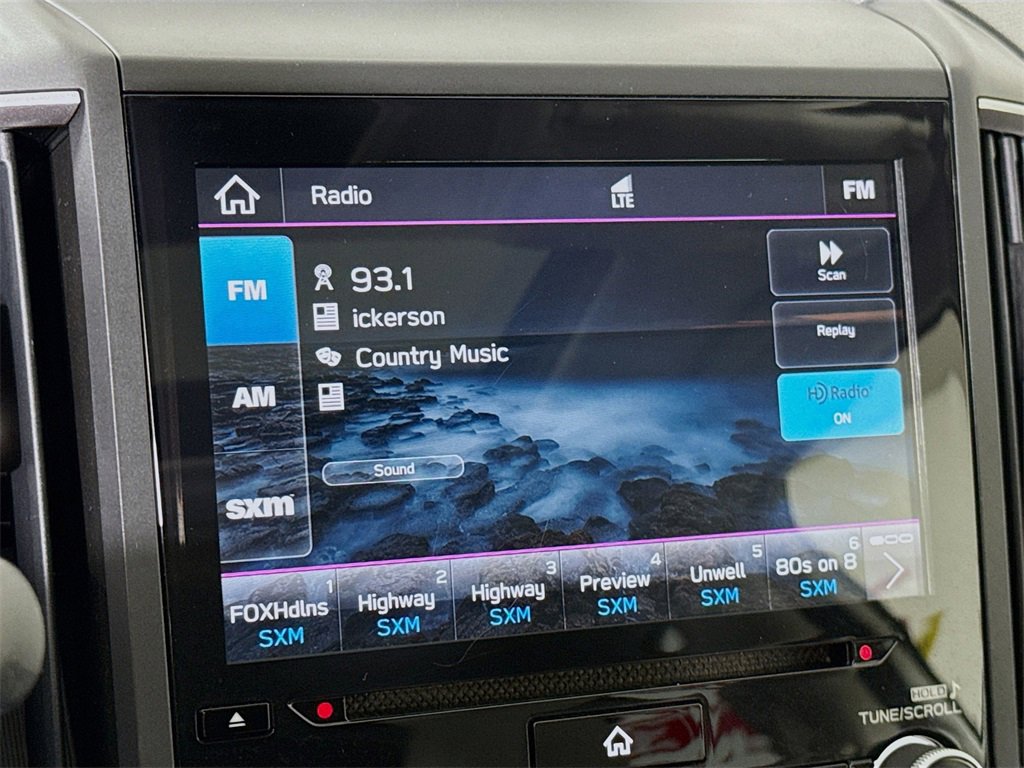 Radio
LTE
FM
FM
93.1
ickerson
Country Music
AM
Sound
sxm
Scan
Replay
HD Radio
ON
1
FOXHdlns
SXM
2
Highway
SXM
3
Highway
SXM
4
Preview
SXM
5
Unwell
SXM
6
80s on 8
SXM
HOLD
TUNE/SCROLL